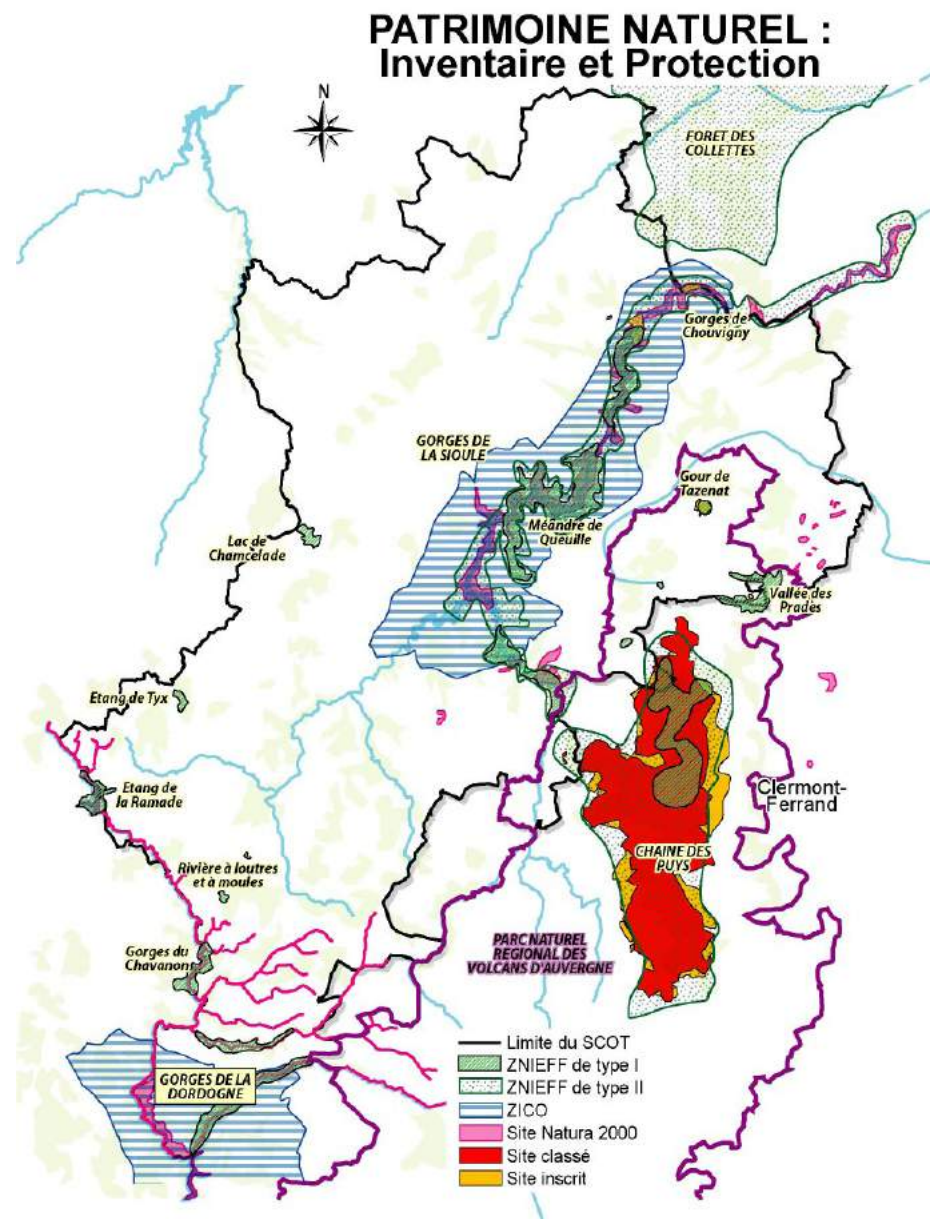 PATRIMOINE NATUREL :
Inventaire et Protection
N
FORET DES
COLLETTES
Gorges de
Chouvigny
GORGES DE
LA SIOULE
Gour de
Tazenat
Méandre de
Queuille
Lac de
Chamcelade
Vallée des
Prades
Etang de Tyx
Etang de
la Ramade
Clermont-
Ferrand
CHAINE DES
PUYS
Rivière à loutres
et à moules
Gorges du
Chavanon
PARC NATUREL
REGIONAL DES
VOLCANS D'AUVERGNE
GORGES DE LA
DORDOGNE
Limite du SCOT
ZNIEFF de type I
ZNIEFF de type II
ZICO
Site Natura 2000
Site classé
Site inscrit